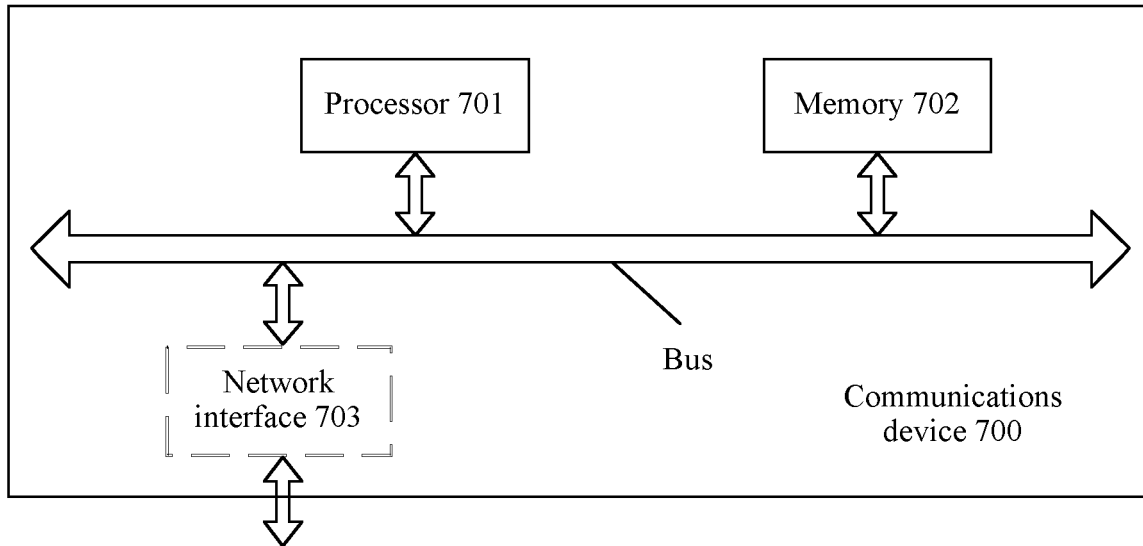 Processor 701
Memory 702
Bus
Network
interface 703
Communications
device 700